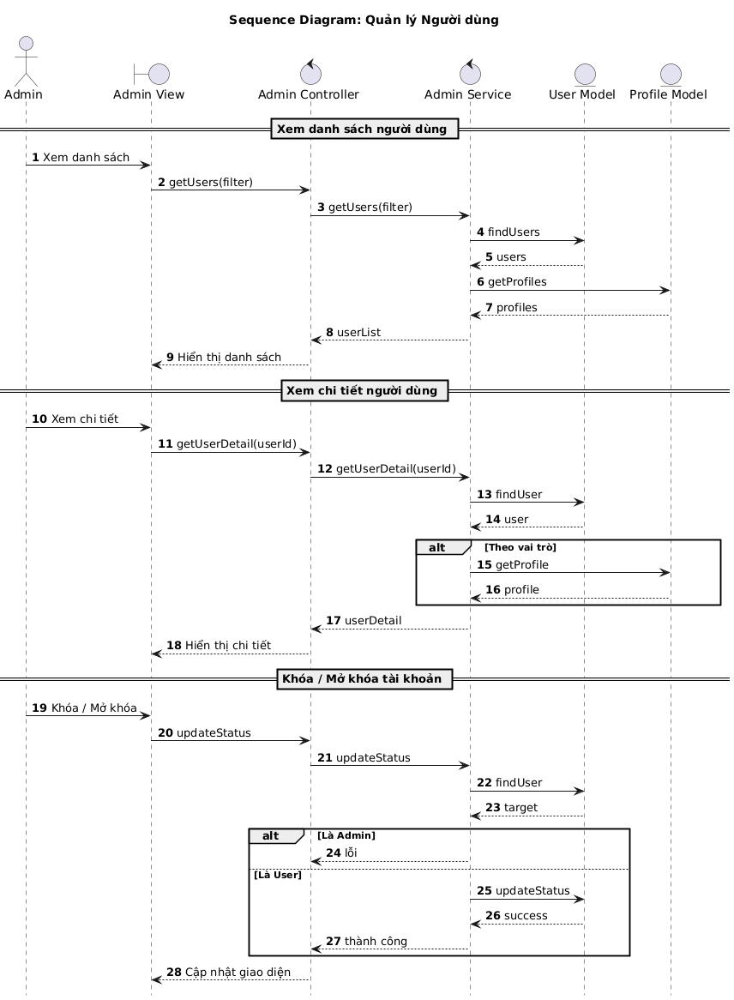 Sequence Diagram: Quản lý Người dùng
Admin
Admin View
Admin Controller
Admin Service
User Model
Profile Model
Xem danh sách người dùng
1 Xem danh sách
2 getUsers(filter)
3 getUsers(filter)
4 findUsers
5 users
6 getProfiles
7 profiles
8 userList
9 Hiển thị danh sách
Xem chi tiết người dùng
10 Xem chi tiết
11 getUserDetail(userId)
12 getUserDetail(userId)
13 findUser
14 user
alt [Theo vai trò]
15 getProfile
16 profile
17 userDetail
18 Hiển thị chi tiết
Khóa / Mở khóa tài khoản
19 Khóa / Mở khóa
20 updateStatus
21 updateStatus
22 findUser
23 target
alt [Là Admin]
24 lỗi
[Là User]
25 updateStatus
26 success
27 thành công
28 Cập nhật giao diện